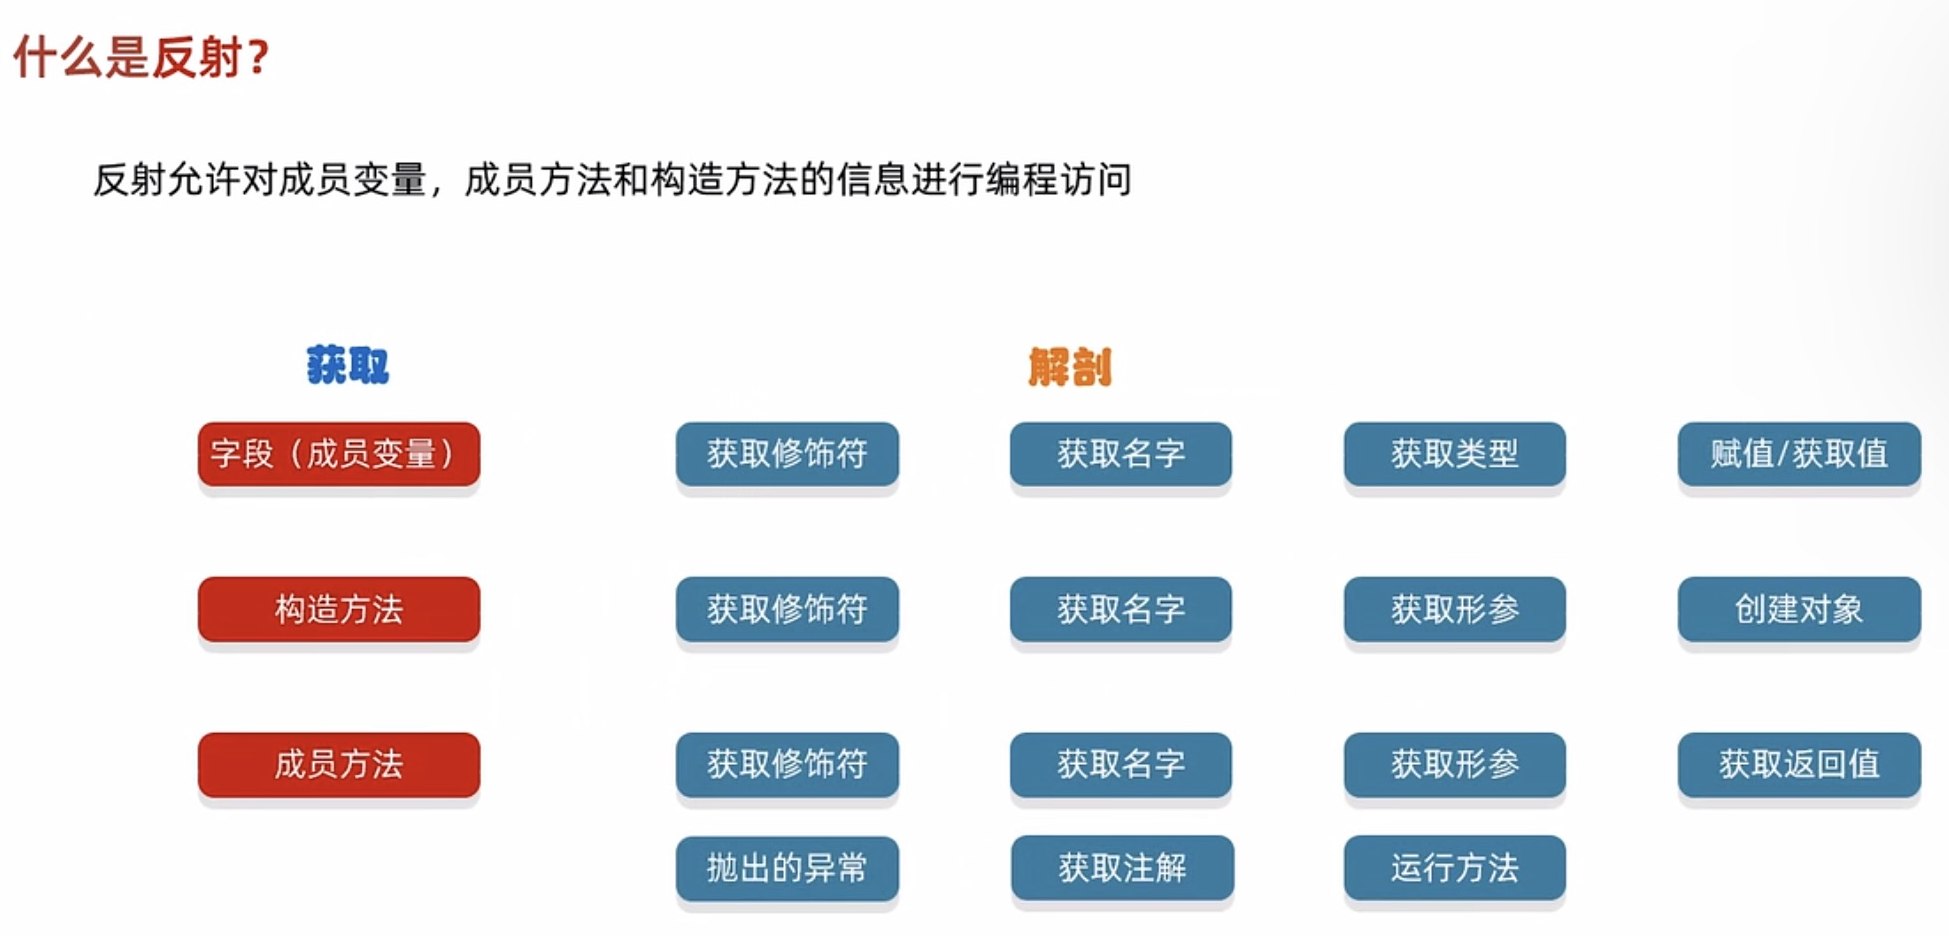 什么是反射？
反射允许对成员变量，成员方法和构造方法的信息进行编程访问
获取 解剖
字段（成员变量） 获取修饰符 获取名字 获取类型 赋值/获取值
构造方法 获取修饰符 获取名字 获取形参 创建对象
成员方法 获取修饰符 获取名字 获取形参 获取返回值
抛出的异常 获取注解 运行方法